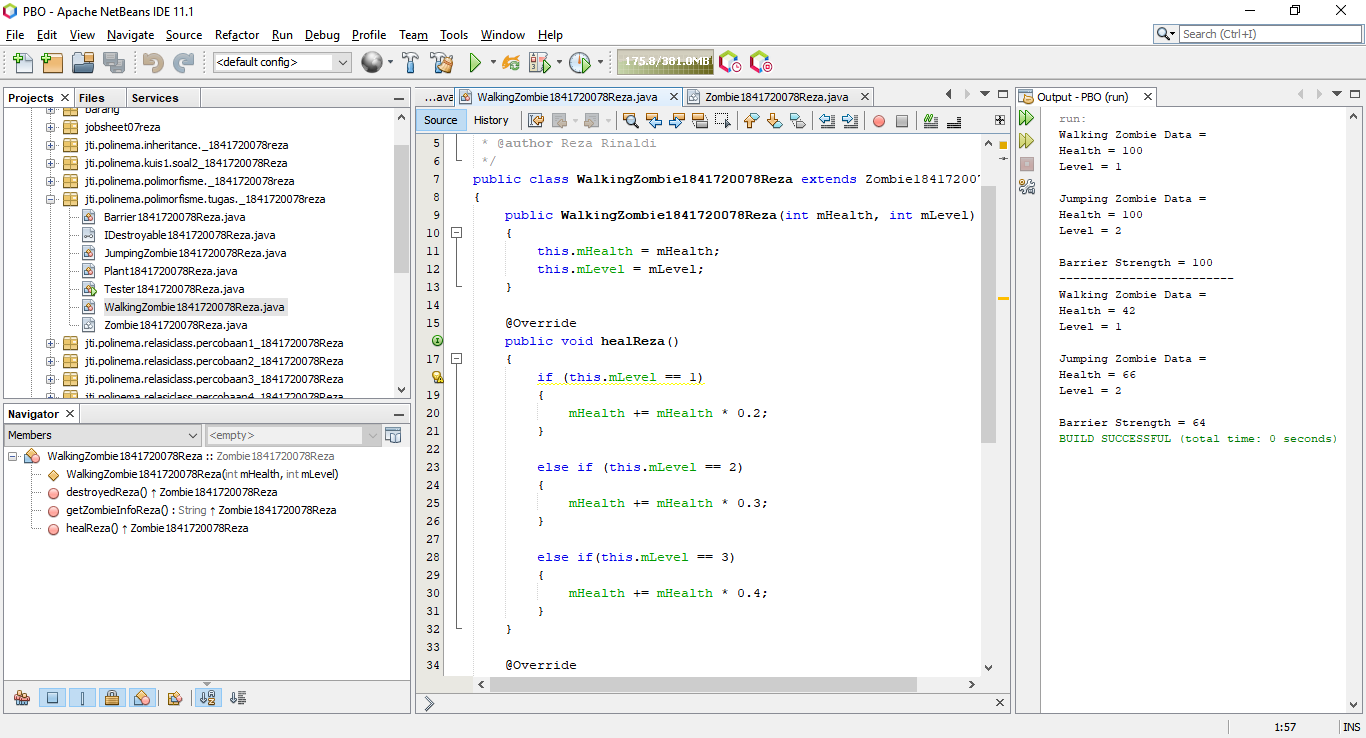 PBO - Apache NetBeans IDE 11.1
File Edit View Navigate Source Refactor Run Debug Profile Team Tools Window Help
Search (Ctrl+I)
<default config>
175.8/381.0MB
Projects Files Services
barang
jobsheet07reza
jti.polinema.inheritance._1841720078reza
jti.polinema.kuis1.soal2_1841720078Reza
jti.polinema.polimorfisme._1841720078reza
jti.polinema.polimorfisme.tugas._1841720078reza
Barrier1841720078Reza.java
IDestroyable1841720078Reza.java
JumpingZombie1841720078Reza.java
Plant1841720078Reza.java
Tester1841720078Reza.java
WalkingZombie1841720078Reza.java
Zombie1841720078Reza.java
jti.polinema.relasiclass.percobaan1_1841720078Reza
jti.polinema.relasiclass.percobaan2_1841720078Reza
jti.polinema.relasiclass.percobaan3_1841720078Reza
jti.polinema.relasiclass.percobaan4_1841720078Reza
Navigator
Members <empty>
WalkingZombie1841720078Reza :: Zombie1841720078Reza
WalkingZombie1841720078Reza(int mHealth, int mLevel)
destroyedReza() ↑ Zombie1841720078Reza
getZombieInfoReza() : String ↑ Zombie1841720078Reza
healReza() ↑ Zombie1841720078Reza
...ava WalkingZombie1841720078Reza.java Zombie1841720078Reza.java
Source History
5 * @author Reza Rinaldi
6 */
7 public class WalkingZombie1841720078Reza extends Zombie184172007
8 {
9 public WalkingZombie1841720078Reza(int mHealth, int mLevel)
10 {
11 this.mHealth = mHealth;
12 this.mLevel = mLevel;
13 }
14
15 @Override
public void healReza()
17 {
if (this.mLevel == 1)
19 {
20 mHealth += mHealth * 0.2;
21 }
22
23 else if (this.mLevel == 2)
24 {
25 mHealth += mHealth * 0.3;
26 }
27
28 else if(this.mLevel == 3)
29 {
30 mHealth += mHealth * 0.4;
31 }
32 }
33
34 @Override
Output - PBO (run)
run:
Walking Zombie Data =
Health = 100
Level = 1
Jumping Zombie Data =
Health = 100
Level = 2
Barrier Strength = 100
-------------------------
Walking Zombie Data =
Health = 42
Level = 1
Jumping Zombie Data =
Health = 66
Level = 2
Barrier Strength = 64
BUILD SUCCESSFUL (total time: 0 seconds)
1:57 INS